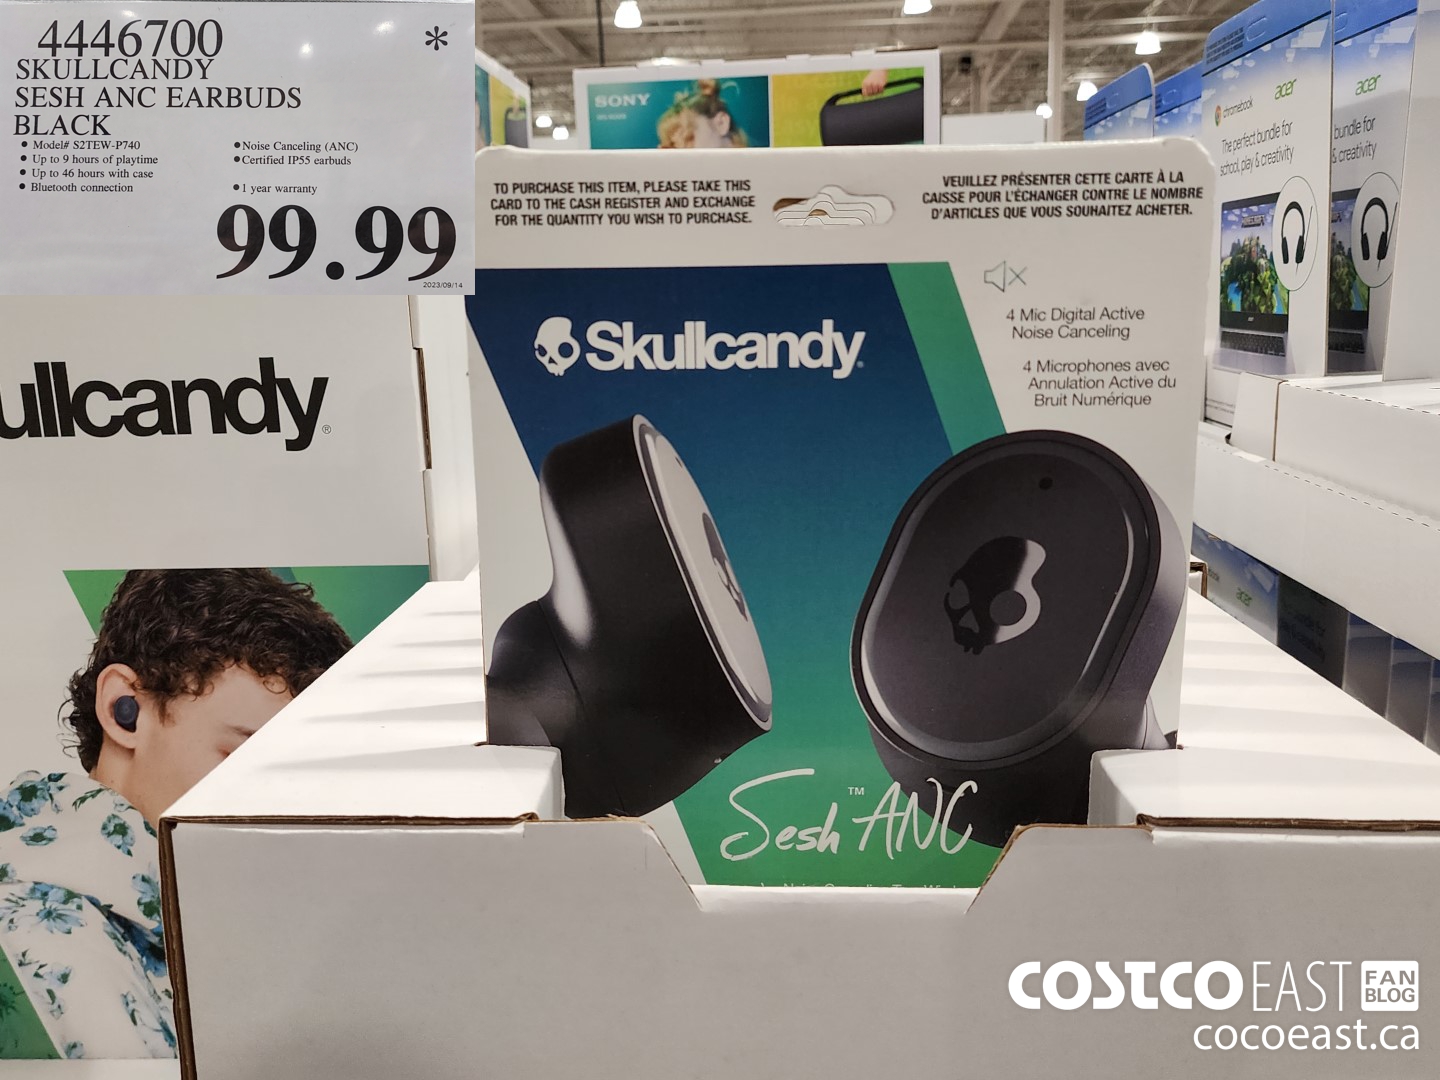 4446700 *
SKULLCANDY
SESH ANC EARBUDS
BLACK
• Model# S2TEW-P740
• Up to 9 hours of playtime
• Up to 46 hours with case
• Bluetooth connection
• Noise Canceling (ANC)
• Certified IP55 earbuds
• 1 year warranty
99.99
2023/09/14
SONY
TO PURCHASE THIS ITEM, PLEASE TAKE THIS
CARD TO THE CASH REGISTER AND EXCHANGE
FOR THE QUANTITY YOU WISH TO PURCHASE.
VEUILLEZ PRÉSENTER CETTE CARTE À LA
CAISSE POUR L'ÉCHANGER CONTRE LE NOMBRE
D'ARTICLES QUE VOUS SOUHAITEZ ACHETER.
4 Mic Digital Active
Noise Canceling
4 Microphones avec
Annulation Active du
Bruit Numérique
Skullcandy®
Sesh™ ANC
ullcandy®
chromebook acer
The perfect bundle for
school, play & creativity
acer
bundle for
& creativity
acer
COSTCO EAST FAN BLOG
cocoeast.ca